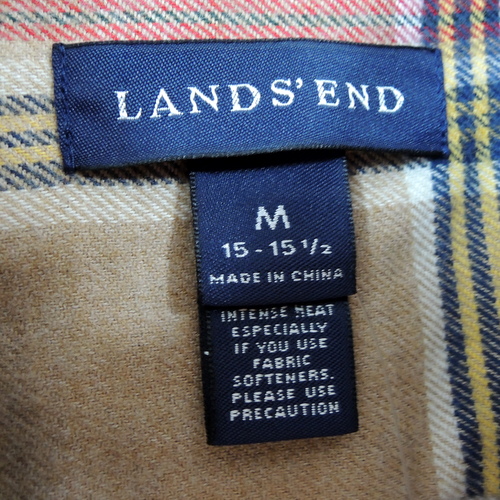 LANDS' END
M
15 - 15 1/2
MADE IN CHINA
INTENSE HEAT
ESPECIALLY
IF YOU USE
FABRIC
SOFTENERS.
PLEASE USE
PRECAUTION